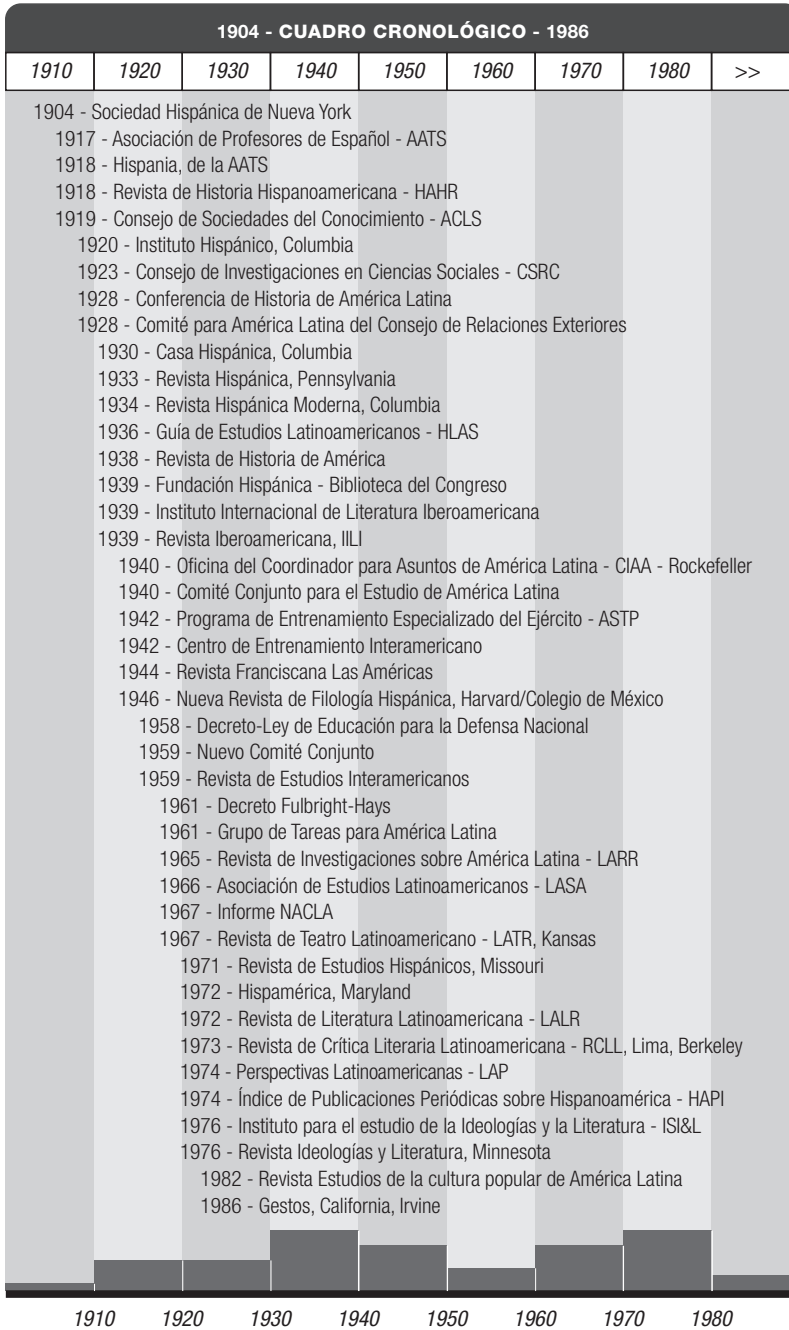 1904 - CUADRO CRONOLÓGICO - 1986
1910 1920 1930 1940 1950 1960 1970 1980 >>
1904 - Sociedad Hispánica de Nueva York
1917 - Asociación de Profesores de Español - AATS
1918 - Hispania, de la AATS
1918 - Revista de Historia Hispanoamericana - HAHR
1919 - Consejo de Sociedades del Conocimiento - ACLS
1920 - Instituto Hispánico, Columbia
1923 - Consejo de Investigaciones en Ciencias Sociales - CSRC
1928 - Conferencia de Historia de América Latina
1928 - Comité para América Latina del Consejo de Relaciones Exteriores
1930 - Casa Hispánica, Columbia
1933 - Revista Hispánica, Pennsylvania
1934 - Revista Hispánica Moderna, Columbia
1936 - Guía de Estudios Latinoamericanos - HLAS
1938 - Revista de Historia de América
1939 - Fundación Hispánica - Biblioteca del Congreso
1939 - Instituto Internacional de Literatura Iberoamericana
1939 - Revista Iberoamericana, IILI
1940 - Oficina del Coordinador para Asuntos de América Latina - CIAA - Rockefeller
1940 - Comité Conjunto para el Estudio de América Latina
1942 - Programa de Entrenamiento Especializado del Ejército - ASTP
1942 - Centro de Entrenamiento Interamericano
1944 - Revista Franciscana Las Américas
1946 - Nueva Revista de Filología Hispánica, Harvard/Colegio de México
1958 - Decreto-Ley de Educación para la Defensa Nacional
1959 - Nuevo Comité Conjunto
1959 - Revista de Estudios Interamericanos
1961 - Decreto Fulbright-Hays
1961 - Grupo de Tareas para América Latina
1965 - Revista de Investigaciones sobre América Latina - LARR
1966 - Asociación de Estudios Latinoamericanos - LASA
1967 - Informe NACLA
1967 - Revista de Teatro Latinoamericano - LATR, Kansas
1971 - Revista de Estudios Hispánicos, Missouri
1972 - Hispamérica, Maryland
1972 - Revista de Literatura Latinoamericana - LALR
1973 - Revista de Crítica Literaria Latinoamericana - RCLL, Lima, Berkeley
1974 - Perspectivas Latinoamericanas - LAP
1974 - Índice de Publicaciones Periódicas sobre Hispanoamérica - HAPI
1976 - Instituto para el estudio de la Ideologías y la Literatura - ISI&L
1976 - Revista Ideologías y Literatura, Minnesota
1982 - Revista Estudios de la cultura popular de América Latina
1986 - Gestos, California, Irvine
1910 1920 1930 1940 1950 1960 1970 1980